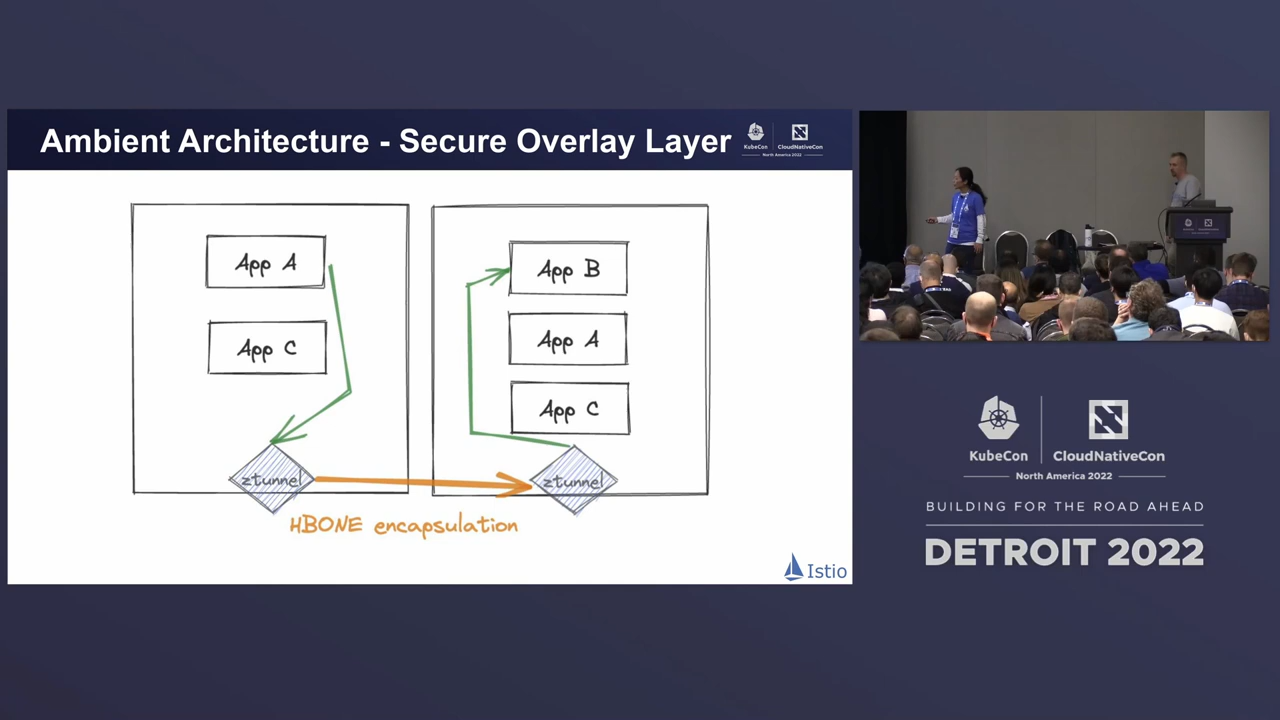 Ambient Architecture - Secure Overlay Layer
KubeCon
CloudNativeCon
North America 2022
App A
App C
ztunnel
App B
App A
App C
ztunnel
HBONE encapsulation
Istio
KubeCon
CloudNativeCon
North America 2022
BUILDING FOR THE ROAD AHEAD
DETROIT 2022